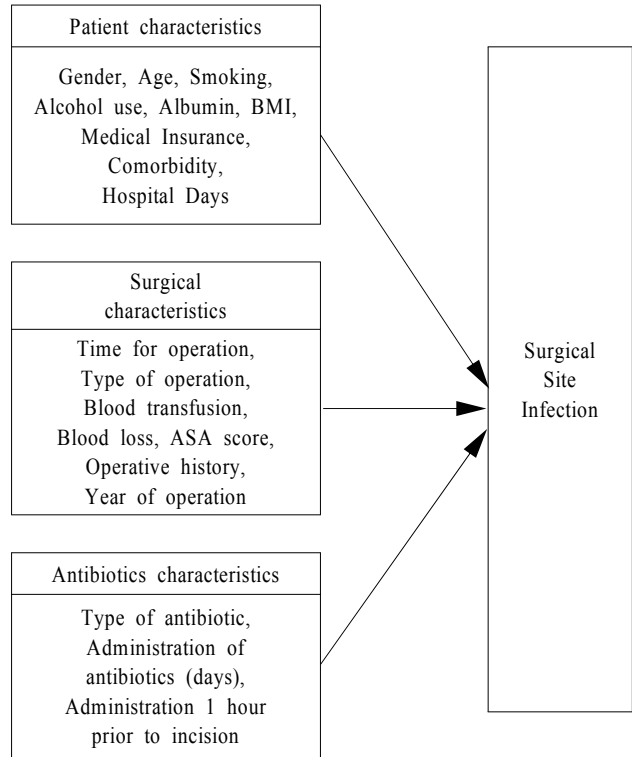 Patient characteristics
Gender, Age, Smoking,
Alcohol use, Albumin, BMI,
Medical Insurance,
Comorbidity,
Hospital Days
Surgical
characteristics
Time for operation,
Type of operation,
Blood transfusion,
Blood loss, ASA score,
Operative history,
Year of operation
Antibiotics characteristics
Type of antibiotic,
Administration of
antibiotics (days),
Administration 1 hour
prior to incision
Surgical
Site
Infection